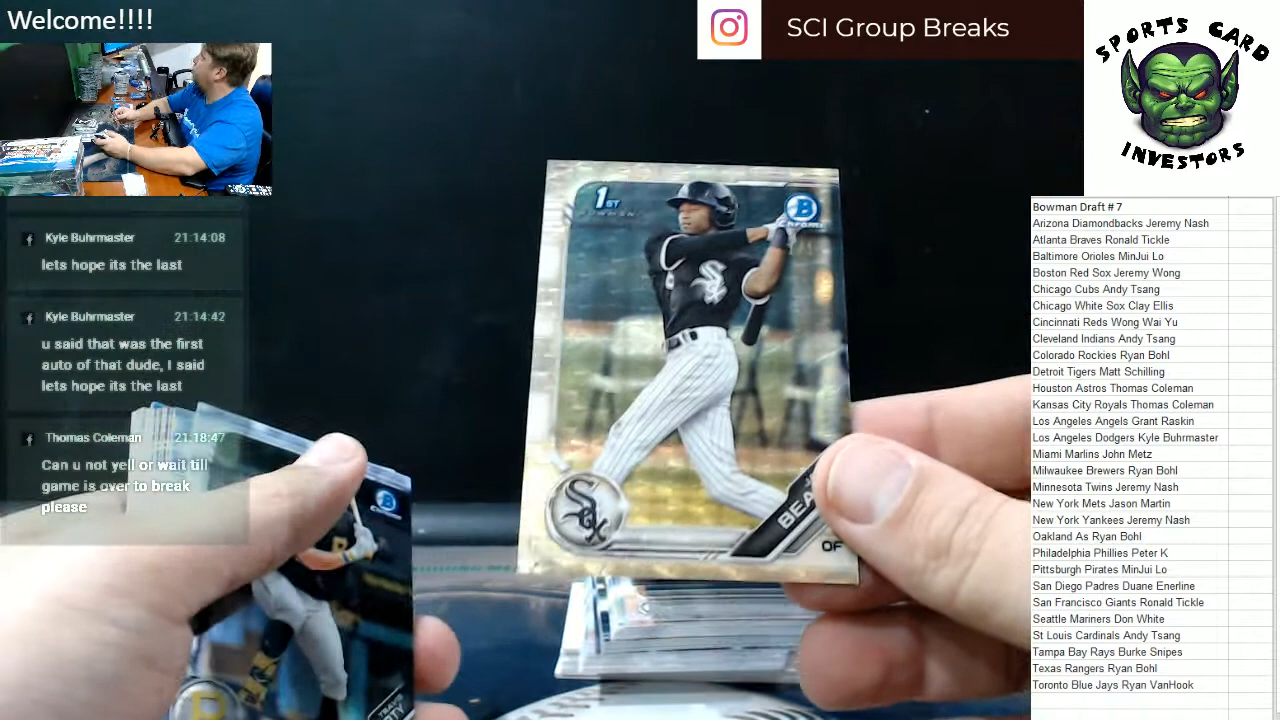 Welcome!!!!
SCI Group Breaks
SPORTS CARD
INVESTORS
Kyle Buhrmaster 21:14:08
lets hope its the last
Kyle Buhrmaster 21:14:42
u said that was the first
auto of that dude, I said
lets hope its the last
Thomas Coleman 21:18:47
Can u not yell or wait till
game is over to break
please
1ST
BOWMAN
B
CHROME
Sox
Sox
BEA
OF
B
P
TY
Bowman Draft # 7
Arizona Diamondbacks Jeremy Nash
Atlanta Braves Ronald Tickle
Baltimore Orioles MinJui Lo
Boston Red Sox Jeremy Wong
Chicago Cubs Andy Tsang
Chicago White Sox Clay Ellis
Cincinnati Reds Wong Wai Yu
Cleveland Indians Andy Tsang
Colorado Rockies Ryan Bohl
Detroit Tigers Matt Schilling
Houston Astros Thomas Coleman
Kansas City Royals Thomas Coleman
Los Angeles Angels Grant Raskin
Los Angeles Dodgers Kyle Buhrmaster
Miami Marlins John Metz
Milwaukee Brewers Ryan Bohl
Minnesota Twins Jeremy Nash
New York Mets Jason Martin
New York Yankees Jeremy Nash
Oakland As Ryan Bohl
Philadelphia Phillies Peter K
Pittsburgh Pirates MinJui Lo
San Diego Padres Duane Enerline
San Francisco Giants Ronald Tickle
Seattle Mariners Don White
St Louis Cardinals Andy Tsang
Tampa Bay Rays Burke Snipes
Texas Rangers Ryan Bohl
Toronto Blue Jays Ryan VanHook